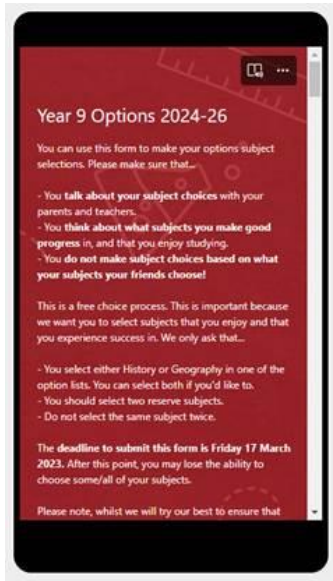 Year 9 Options 2024-26
You can use this form to make your options subject
selections. Please make sure that...
- You talk about your subject choices with your
parents and teachers.
- You think about what subjects you make good
progress in, and that you enjoy studying.
- You do not make subject choices based on what
your subjects your friends choose!
This is a free choice process. This is important because
we want you to select subjects that you enjoy and that
you experience success in. We only ask that...
- You select either History or Geography in one of the
option lists. You can select both if you'd like to.
- You should select two reserve subjects.
- Do not select the same subject twice.
The deadline to submit this form is Friday 17 March
2023. After this point, you may lose the ability to
choose some/all of your subjects.
Please note, whilst we will try our best to ensure that